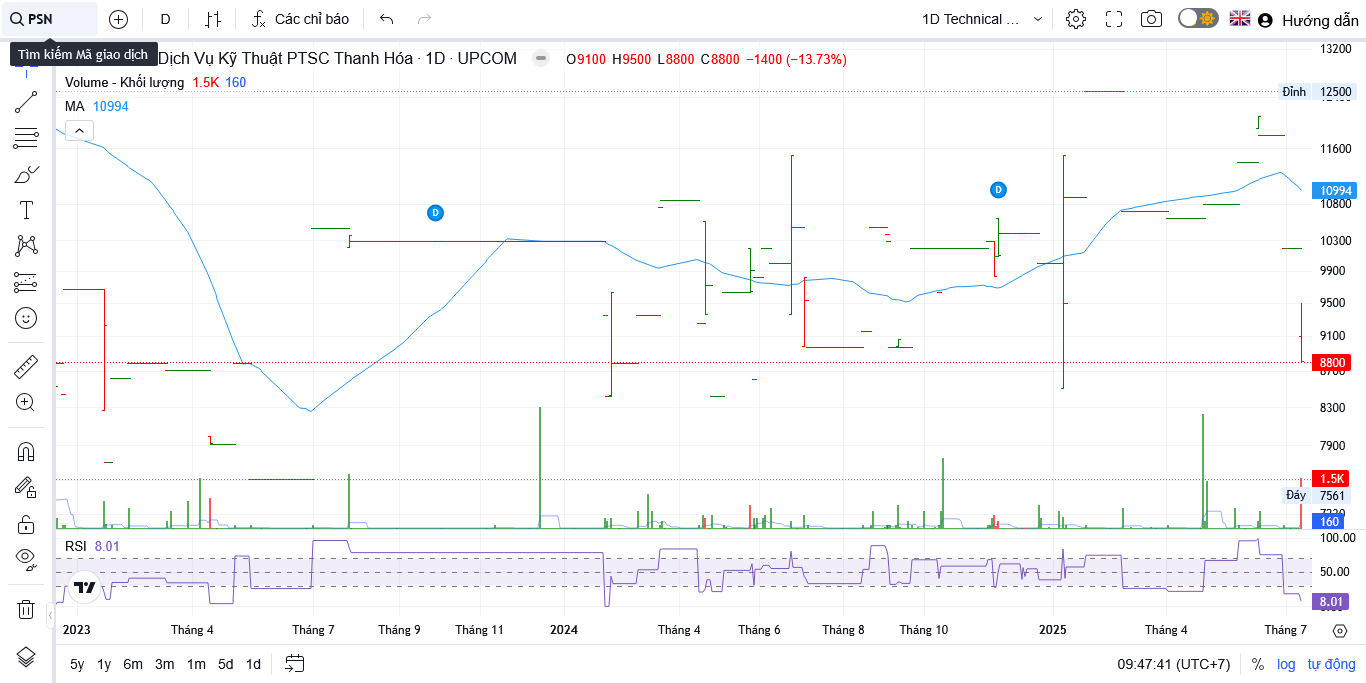 PSN
D
Các chỉ báo
1D Technical ...
Hướng dẫn
Tìm kiếm Mã giao dịch
Dịch Vụ Kỹ Thuật PTSC Thanh Hóa · 1D · UPCOM
O9100 H9500 L8800 C8800 −1400 (−13.73%)
Volume - Khối lượng 1.5K 160
MA 10994
13200
Đỉnh 12500
11600
10994
10800
10300
9900
9500
9100
8800
8700
8300
7900
1.5K
Đáy 7561
160
D
D
RSI 8.01
100.00
50.00
8.01
2023 Tháng 4 Tháng 7 Tháng 9 Tháng 11 2024 Tháng 4 Tháng 6 Tháng 8 Tháng 10 2025 Tháng 4 Tháng 7
5y 1y 6m 3m 1m 5d 1d
09:47:41 (UTC+7) % log tự động